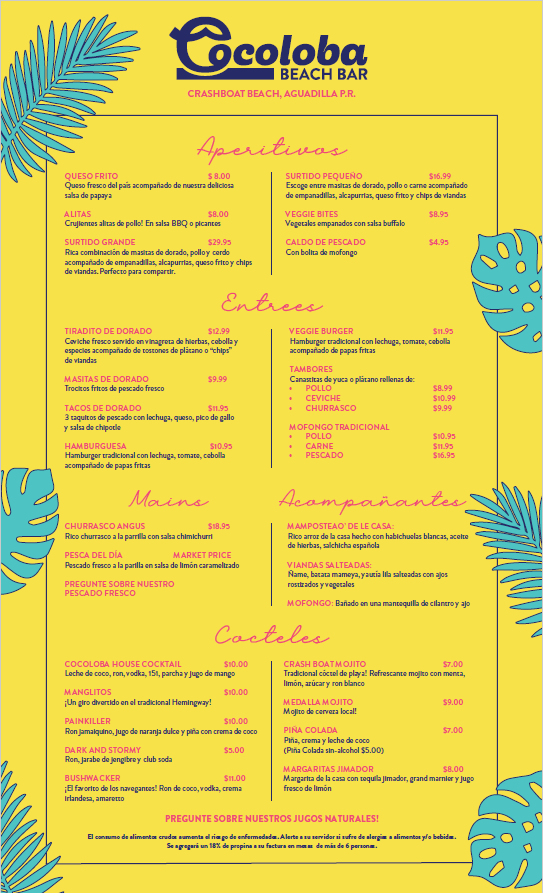 Cocoloba
BEACH BAR
CRASHBOAT BEACH, AGUADILLA P.R.
Aperitivos
QUESO FRITO $ 8.00
Queso fresco del país acompañado de nuestra deliciosa
salsa de papaya
ALITAS $8.00
Crujientes alitas de pollo! En salsa BBQ o picantes
SURTIDO GRANDE $29.95
Rica combinación de masitas de dorado, pollo y cerdo
acompañado de empanadillas, alcapurrias, queso frito y chips
de viandas. Perfecto para compartir.
SURTIDO PEQUEÑO $16.99
Escoge entre masitas de dorado, pollo o carne acompañado
de empanadillas, alcapurrias, queso frito y chips de viandas
VEGGIE BITES $8.95
Vegetales empanados con salsa buffalo
CALDO DE PESCADO $4.95
Con bolita de mofongo
Entrees
TIRADITO DE DORADO $12.99
Ceviche fresco servido en vinagreta de hierbas, cebolla y
especies acompañado de tostones de plátano o "chips"
de viandas
MASITAS DE DORADO $9.99
Trocitos fritos de pescado fresco
TACOS DE DORADO $11.95
3 taquitos de pescado con lechuga, queso, pico de gallo
y salsa de chipotle
HAMBURGUESA $10.95
Hamburger tradicional con lechuga, tomate, cebolla
acompañado de papas fritas
VEGGIE BURGER $11.95
Hamburger tradicional con lechuga, tomate, cebolla
acompañado de papas fritas
TAMBORES
Canastitas de yuca o plátano rellenas de:
• POLLO $8.99
• CEVICHE $10.99
• CHURRASCO $9.99
MOFONGO TRADICIONAL
• POLLO $10.95
• CARNE $11.95
• PESCADO $16.95
Mains
CHURRASCO ANGUS $18.95
Rico churrasco a la parrilla con salsa chimichurri
PESCA DEL DÍA MARKET PRICE
Pescado fresco a la parilla en salsa de limón caramelizado
PREGUNTE SOBRE NUESTRO
PESCADO FRESCO
Acompañantes
MAMPOSTEAO' DE LE CASA:
Rico arroz de la casa hecho con habichuelas blancas, aceite
de hierbas, salchicha española
VIANDAS SALTEADAS:
Ñame, batata mameya, yautía lila salteadas con ajos
rostizados y vegetales
MOFONGO: Bañado en una mantequilla de cilantro y ajo
Cocteles
COCOLOBA HOUSE COCKTAIL $10.00
Leche de coco, ron, vodka, 151, parcha y jugo de mango
MANGLITOS $10.00
¡Un giro divertido en el tradicional Hemingway!
PAINKILLER $10.00
Ron jamaiquino, jugo de naranja dulce y piña con crema de coco
DARK AND STORMY $5.00
Ron, jarabe de jengibre y club soda
BUSHWACKER $11.00
¡El favorito de los navegantes! Ron de coco, vodka, crema
irlandesa, amaretto
CRASH BOAT MOJITO $7.00
Tradicional cóctel de playa! Refrescante mojito con menta,
limón, azúcar y ron blanco
MEDALLA MOJITO $9.00
Mojito de cerveza local!
PIÑA COLADA $7.00
Piña, crema y leche de coco
(Piña Colada sin-alcohol $5.00)
MARGARITAS JIMADOR $8.00
Margarita de la casa con tequila jimador, grand marnier y jugo
fresco de limón
PREGUNTE SOBRE NUESTROS JUGOS NATURALES!
El consumo de alimentos crudos aumenta el riesgo de enfermedades. Alerte a su servidor si sufre de alergias a alimentos y/o bebidas.
Se agregará un 18% de propina a su factura en mesas de más de 6 personas.